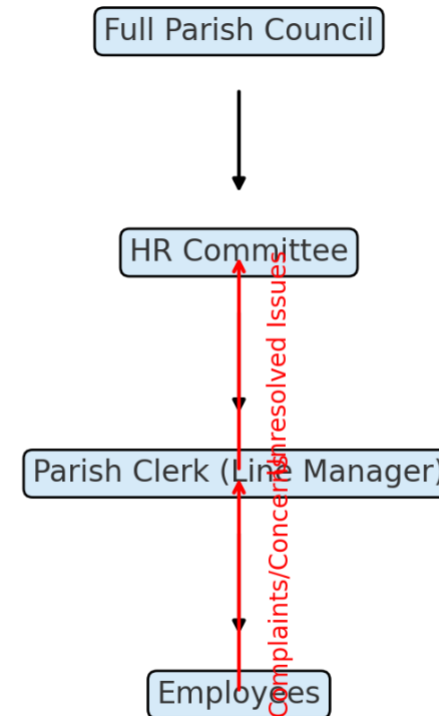 Full Parish Council
HR Committee
Unresolved Issues
Parish Clerk (Line Manager)
Complaints/Concerns
Employees